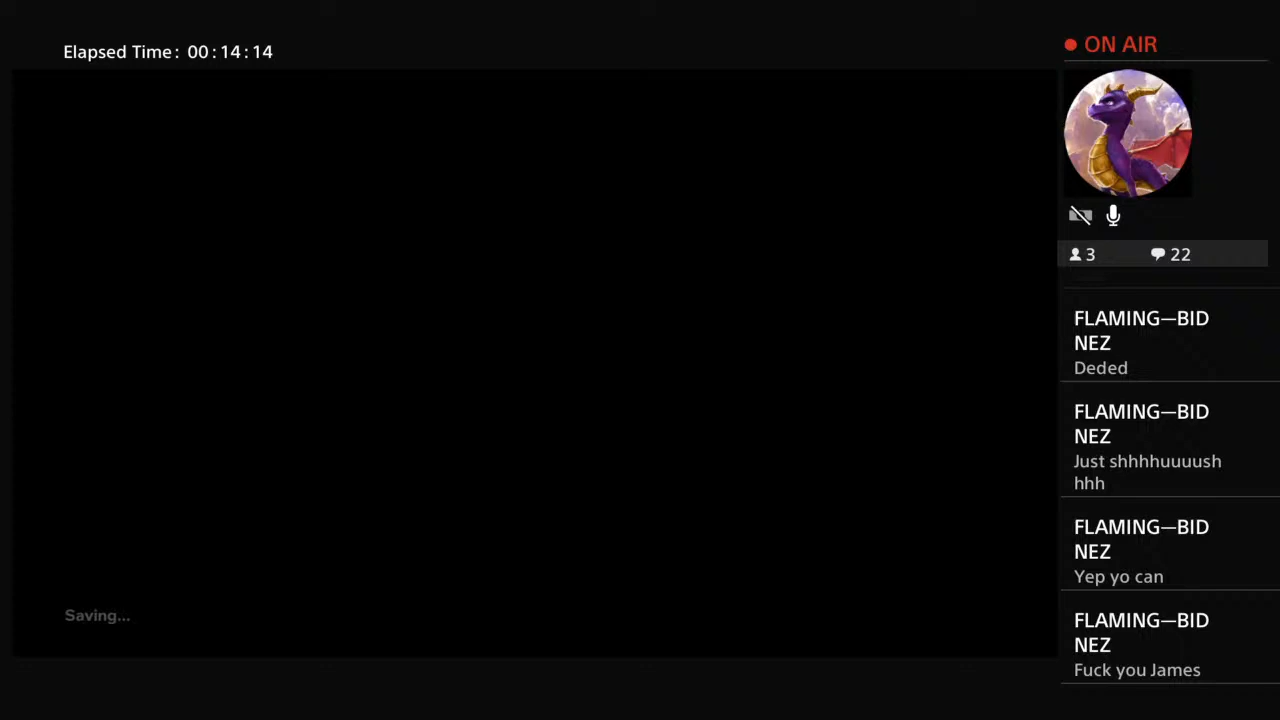 Elapsed Time: 00:14:14
ON AIR
3 22
FLAMING—BID
NEZ
Deded
FLAMING—BID
NEZ
Just shhhhuuuush
hhh
FLAMING—BID
NEZ
Yep yo can
FLAMING—BID
NEZ
Fuck you James
Saving...